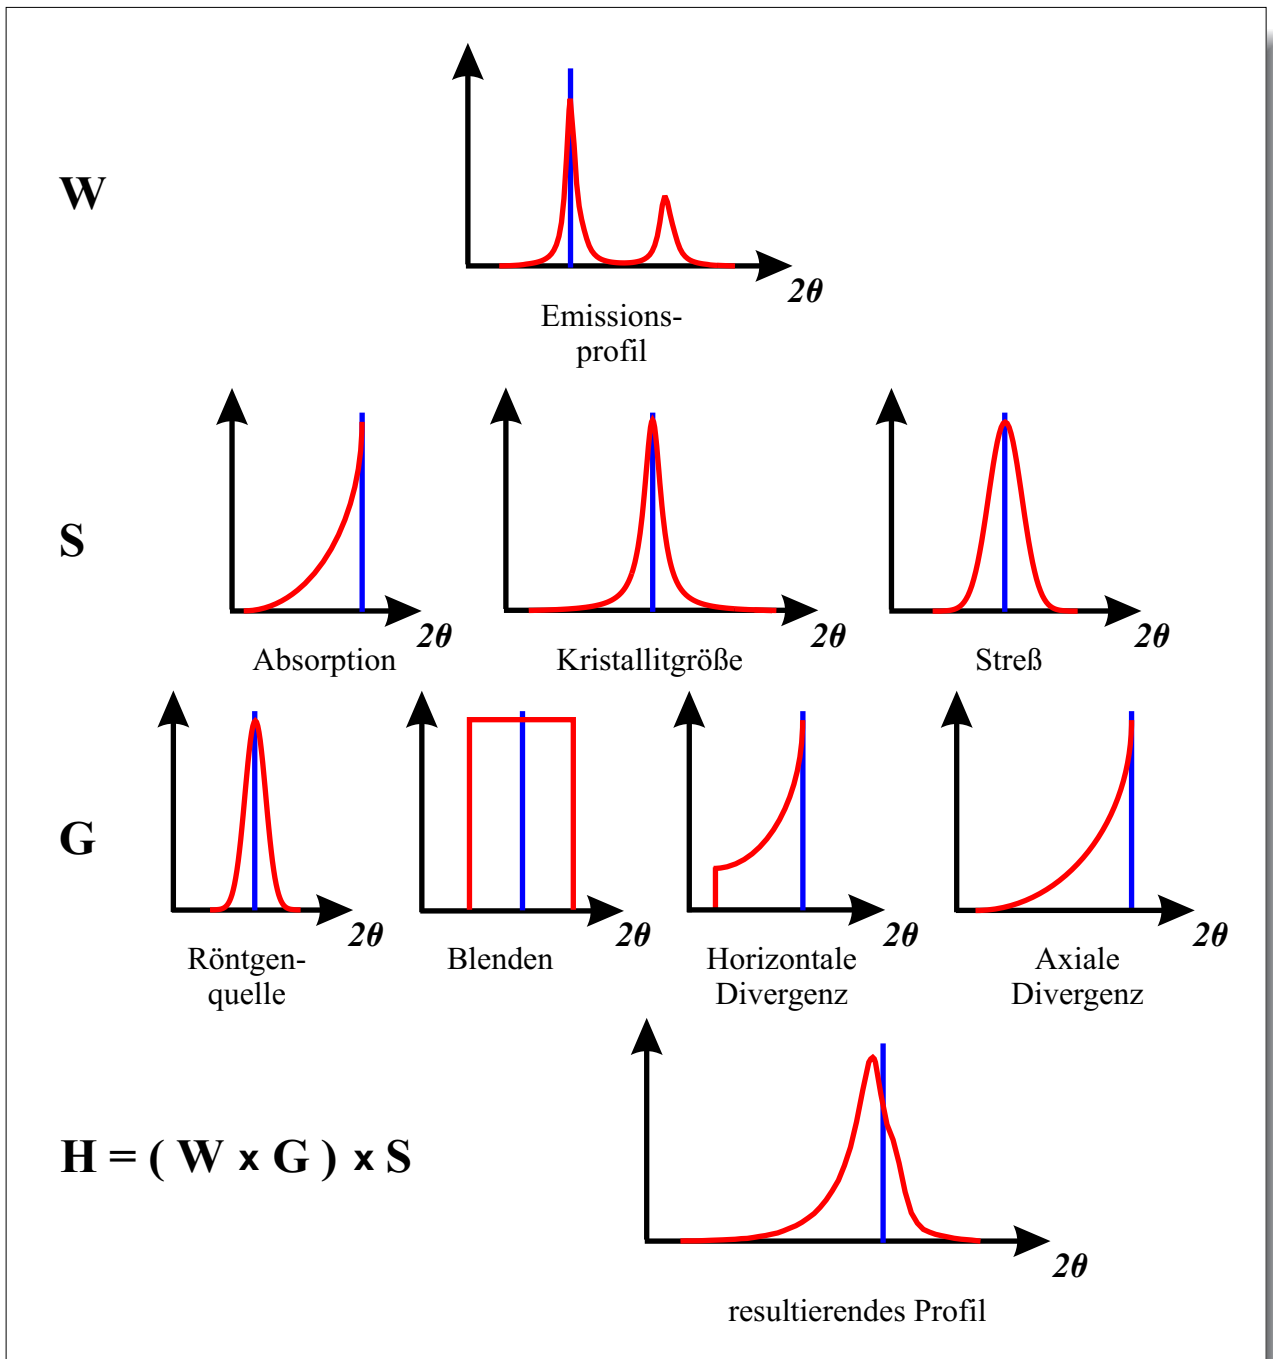 W
2θ
Emissions-
profil
S
2θ
Absorption
2θ
Kristallitgröße
2θ
Streß
G
2θ
Röntgen-
quelle
2θ
Blenden
2θ
Horizontale
Divergenz
2θ
Axiale
Divergenz
H = ( W x G ) x S
2θ
resultierendes Profil